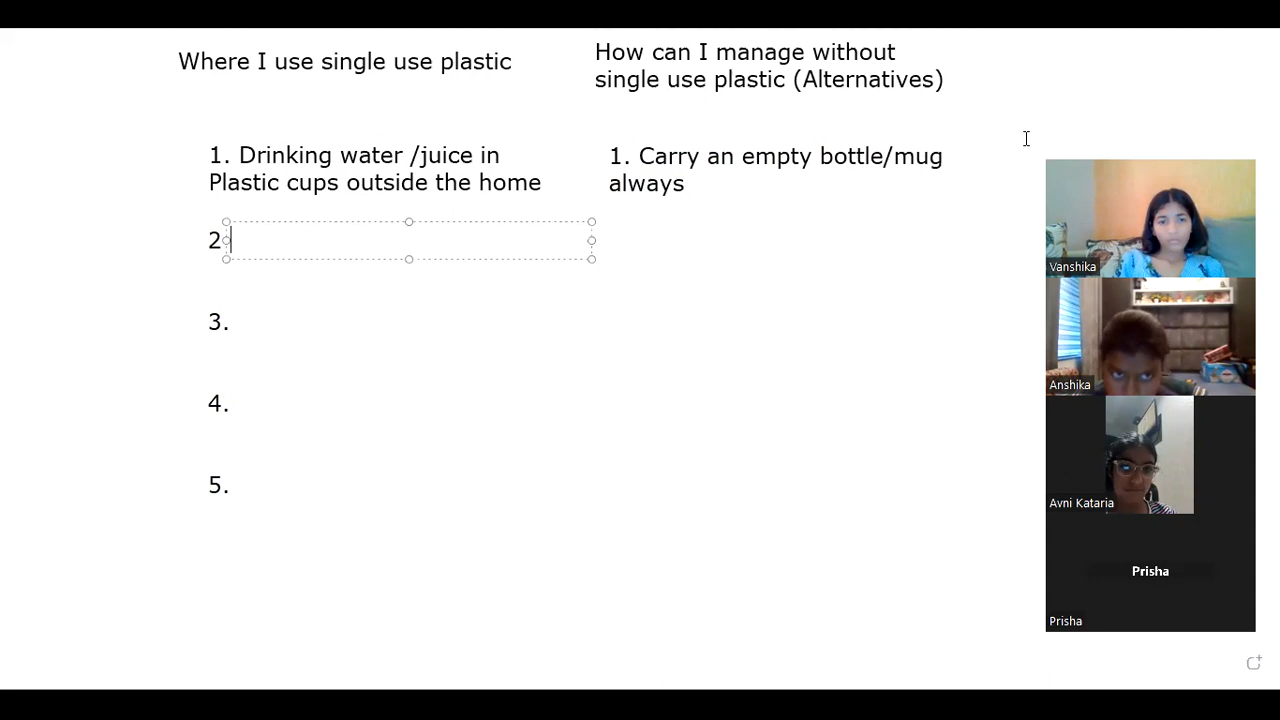 Where I use single use plastic
How can I manage without
single use plastic (Alternatives)
1. Drinking water /juice in
Plastic cups outside the home
1. Carry an empty bottle/mug
always
2
3.
4.
5.
Vanshika
Anshika
Avni Kataria
Prisha
Prisha